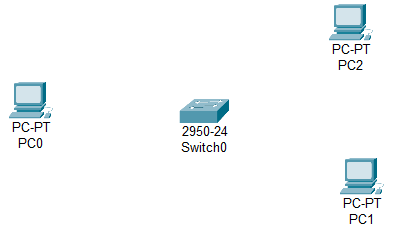 PC-PT
PC2
PC-PT
PC0
2950-24
Switch0
PC-PT
PC1